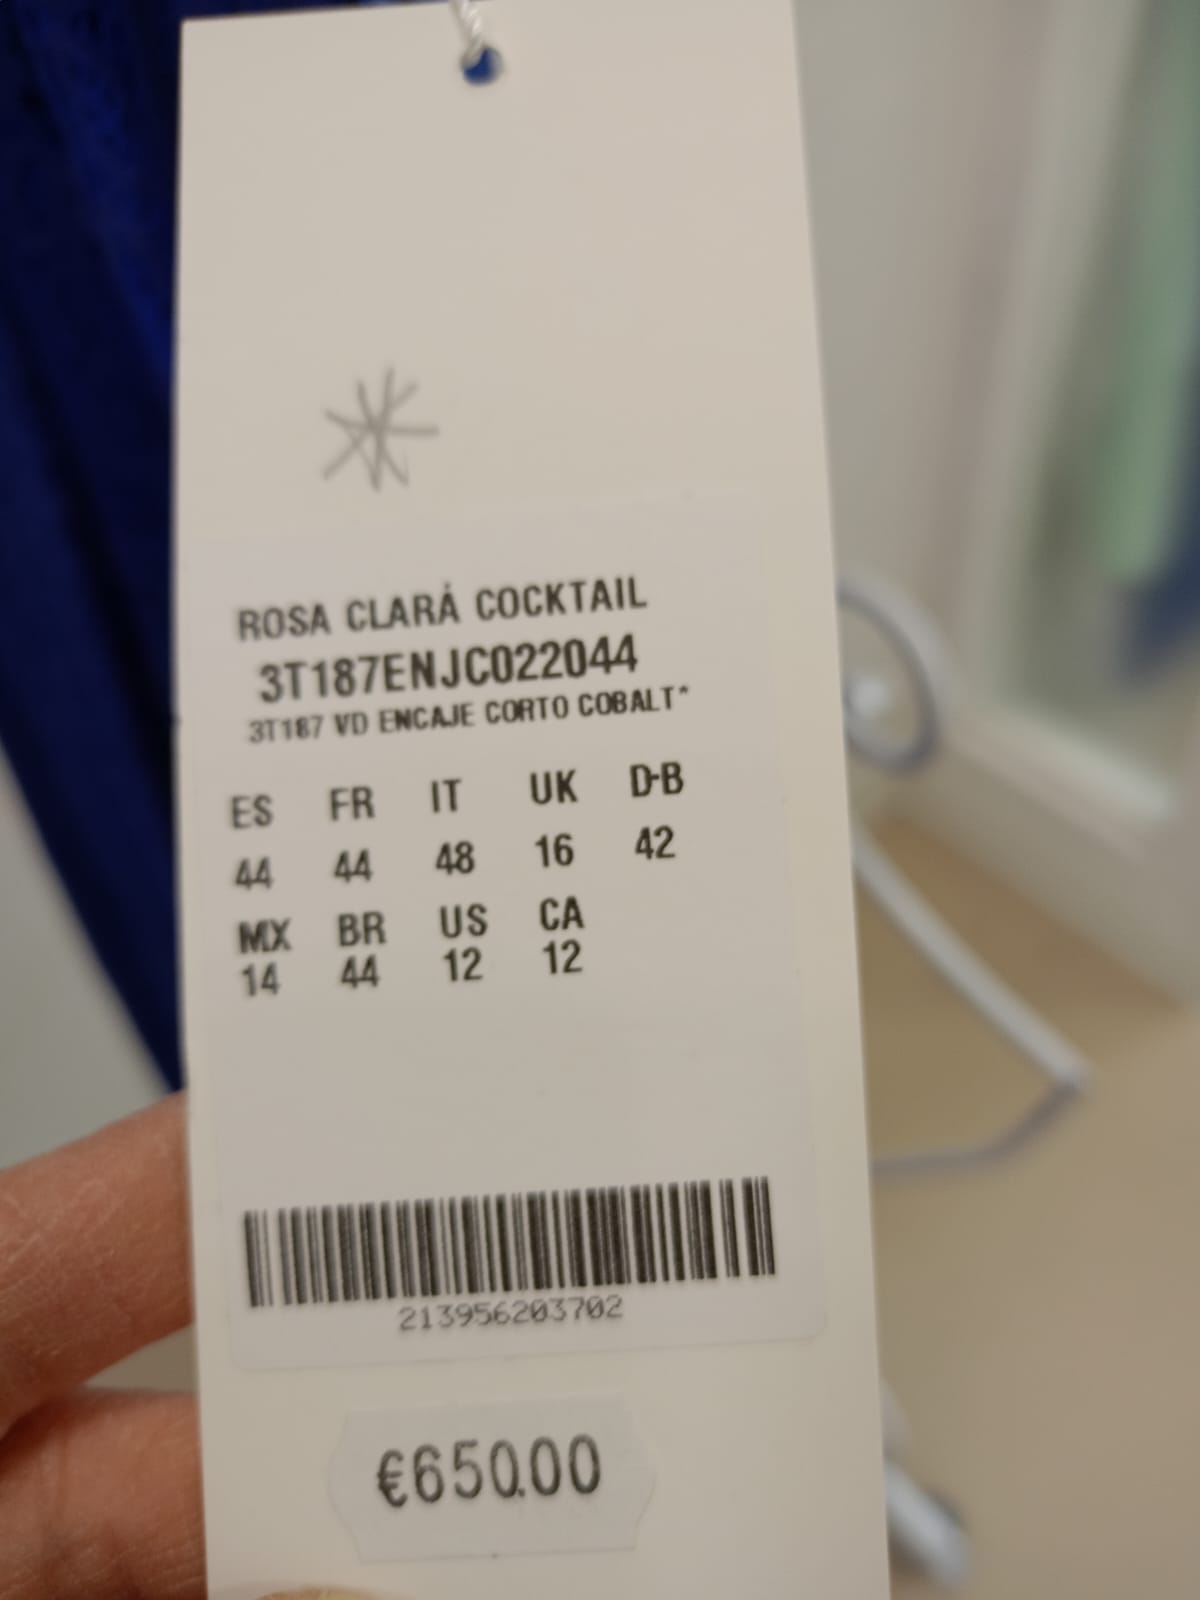 ROSA CLARÁ COCKTAIL
3T187ENJC022044
3T187 VD ENCAJE CORTO COBALT*
ES FR IT UK D-B
44 44 48 16 42
MX BR US CA
14 44 12 12
213956203702
€650.00